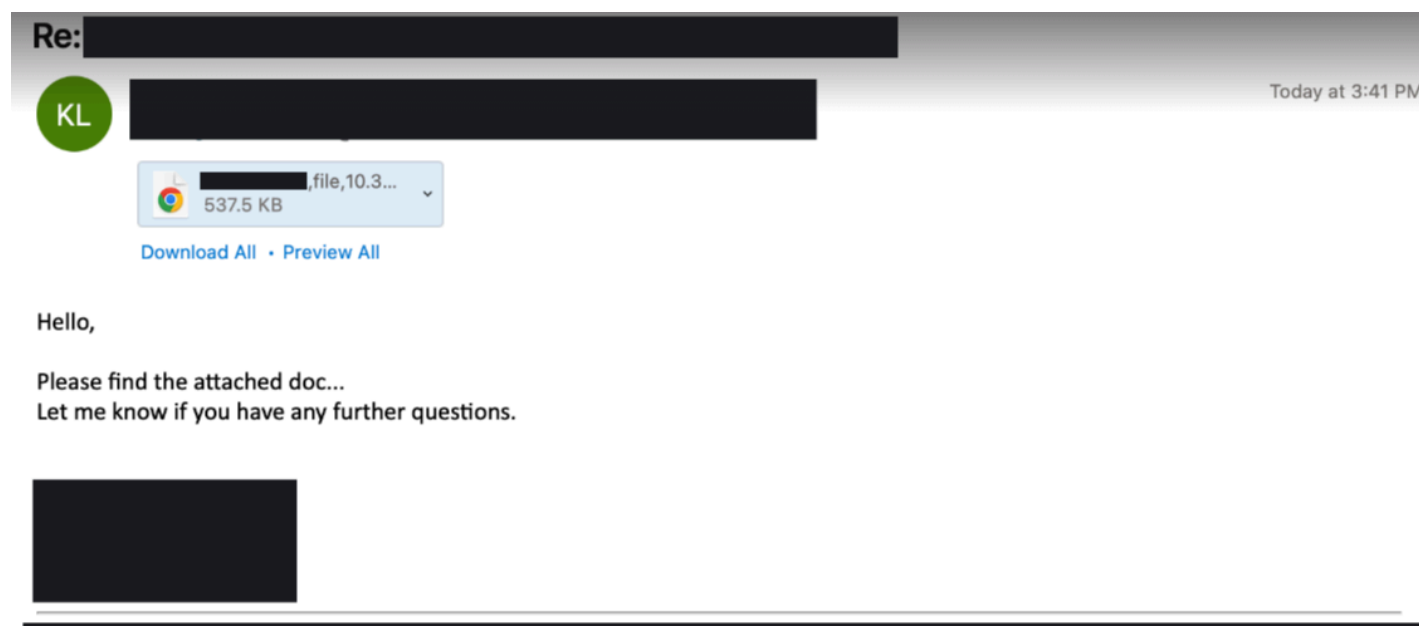 Re:
Today at 3:41 PM
KL
,file,10.3...
537.5 KB
Download All • Preview All
Hello,
Please find the attached doc...
Let me know if you have any further questions.